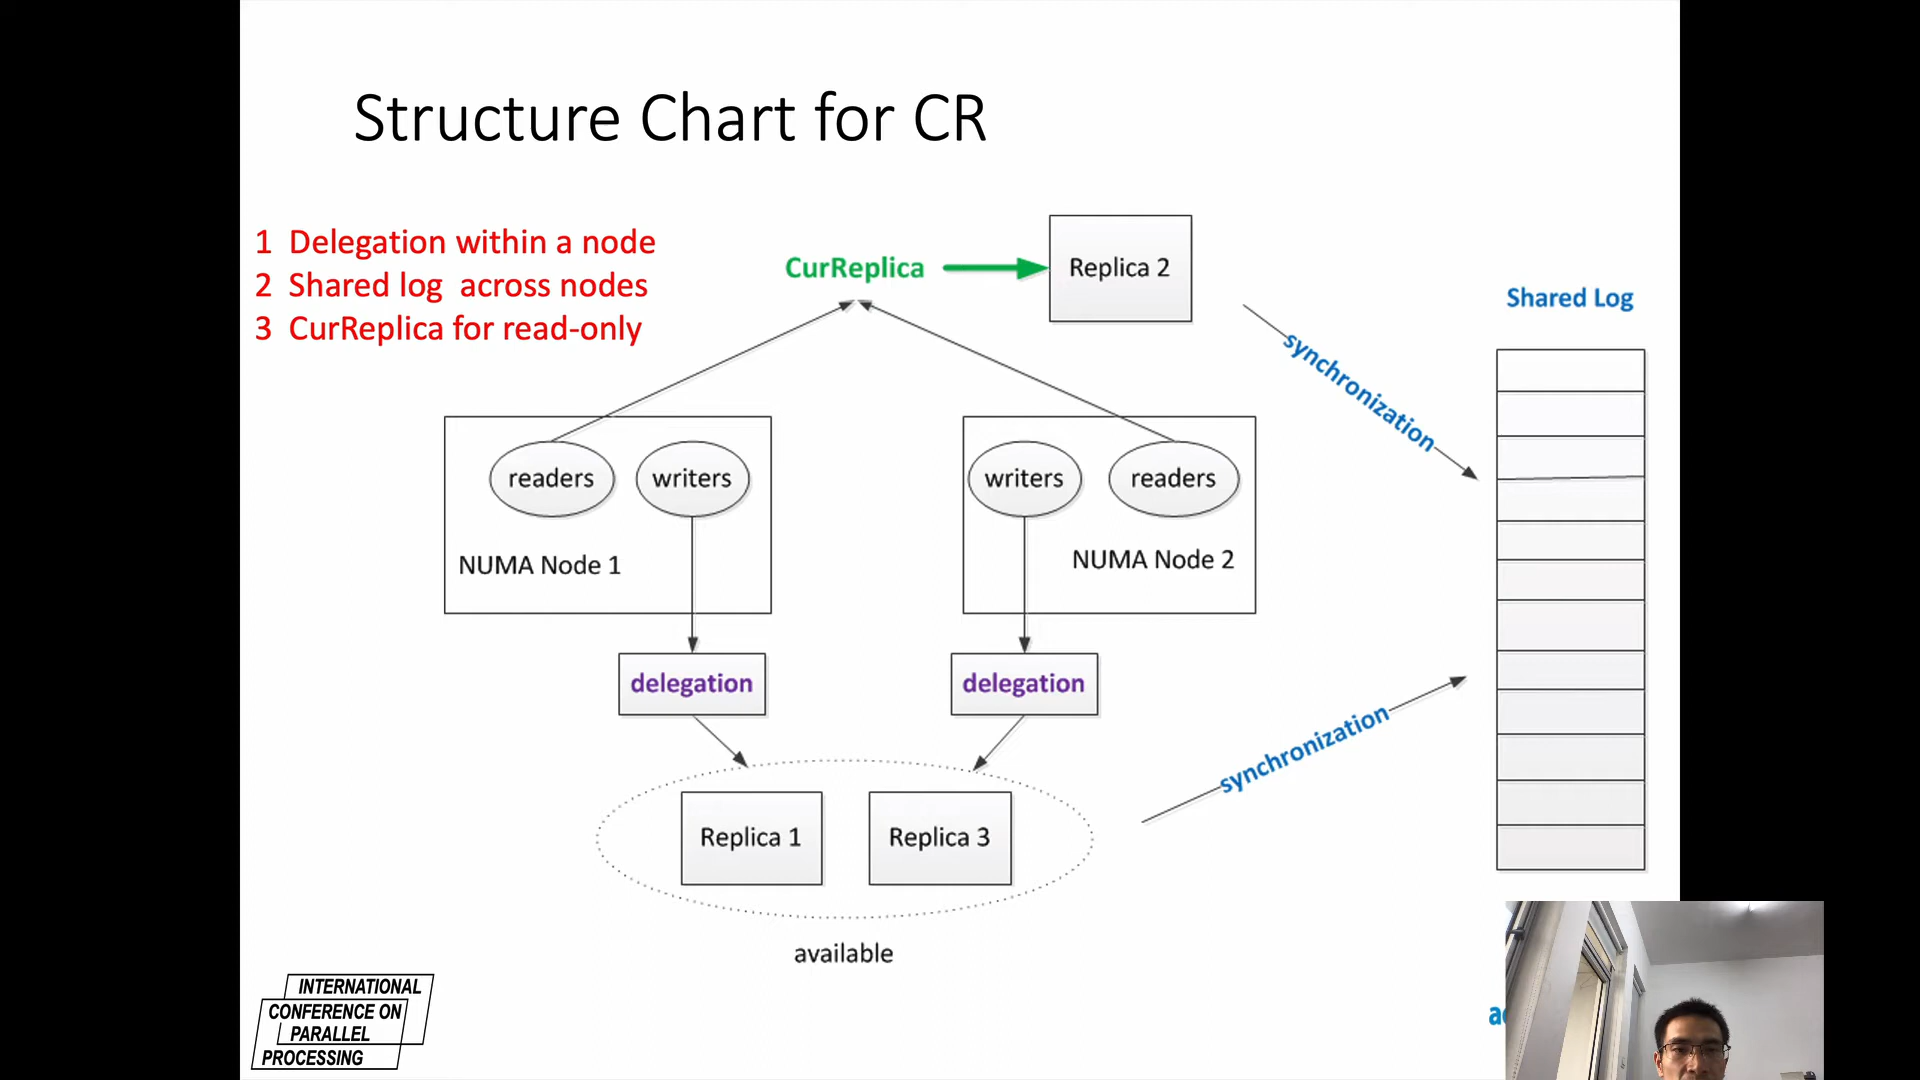 Structure Chart for CR
1 Delegation within a node
2 Shared log across nodes
3 CurReplica for read-only
CurReplica
Replica 2
Shared Log
synchronization
readers
writers
NUMA Node 1
writers
readers
NUMA Node 2
delegation
delegation
synchronization
Replica 1
Replica 3
available
INTERNATIONAL
CONFERENCE ON
PARALLEL
PROCESSING